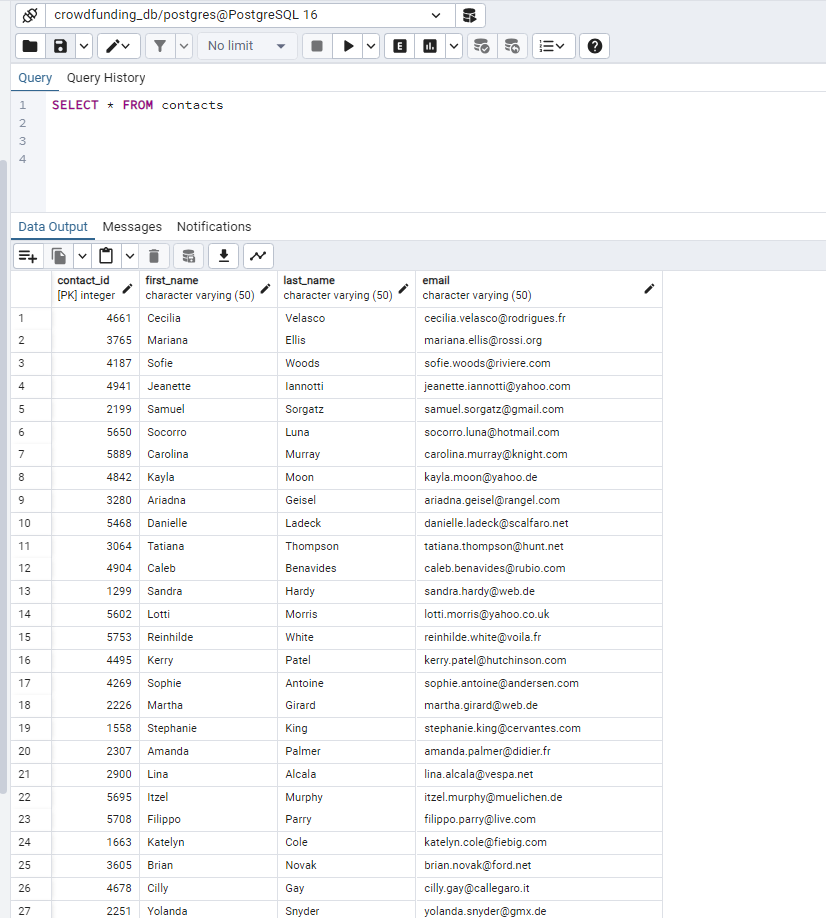 crowdfunding_db/postgres@PostgreSQL 16
No limit E
Query Query History
1 SELECT * FROM contacts
2
3
4
Data Output Messages Notifications
contact_id first_name last_name email
[PK] integer character varying (50) character varying (50) character varying (50)
1 4661 Cecilia Velasco cecilia.velasco@rodrigues.fr
2 3765 Mariana Ellis mariana.ellis@rossi.org
3 4187 Sofie Woods sofie.woods@riviere.com
4 4941 Jeanette Iannotti jeanette.iannotti@yahoo.com
5 2199 Samuel Sorgatz samuel.sorgatz@gmail.com
6 5650 Socorro Luna socorro.luna@hotmail.com
7 5889 Carolina Murray carolina.murray@knight.com
8 4842 Kayla Moon kayla.moon@yahoo.de
9 3280 Ariadna Geisel ariadna.geisel@rangel.com
10 5468 Danielle Ladeck danielle.ladeck@scalfaro.net
11 3064 Tatiana Thompson tatiana.thompson@hunt.net
12 4904 Caleb Benavides caleb.benavides@rubio.com
13 1299 Sandra Hardy sandra.hardy@web.de
14 5602 Lotti Morris lotti.morris@yahoo.co.uk
15 5753 Reinhilde White reinhilde.white@voila.fr
16 4495 Kerry Patel kerry.patel@hutchinson.com
17 4269 Sophie Antoine sophie.antoine@andersen.com
18 2226 Martha Girard martha.girard@web.de
19 1558 Stephanie King stephanie.king@cervantes.com
20 2307 Amanda Palmer amanda.palmer@didier.fr
21 2900 Lina Alcala lina.alcala@vespa.net
22 5695 Itzel Murphy itzel.murphy@muelichen.de
23 5708 Filippo Parry filippo.parry@live.com
24 1663 Katelyn Cole katelyn.cole@fiebig.com
25 3605 Brian Novak brian.novak@ford.net
26 4678 Cilly Gay cilly.gay@callegaro.it
27 2251 Yolanda Snyder yolanda.snyder@gmx.de